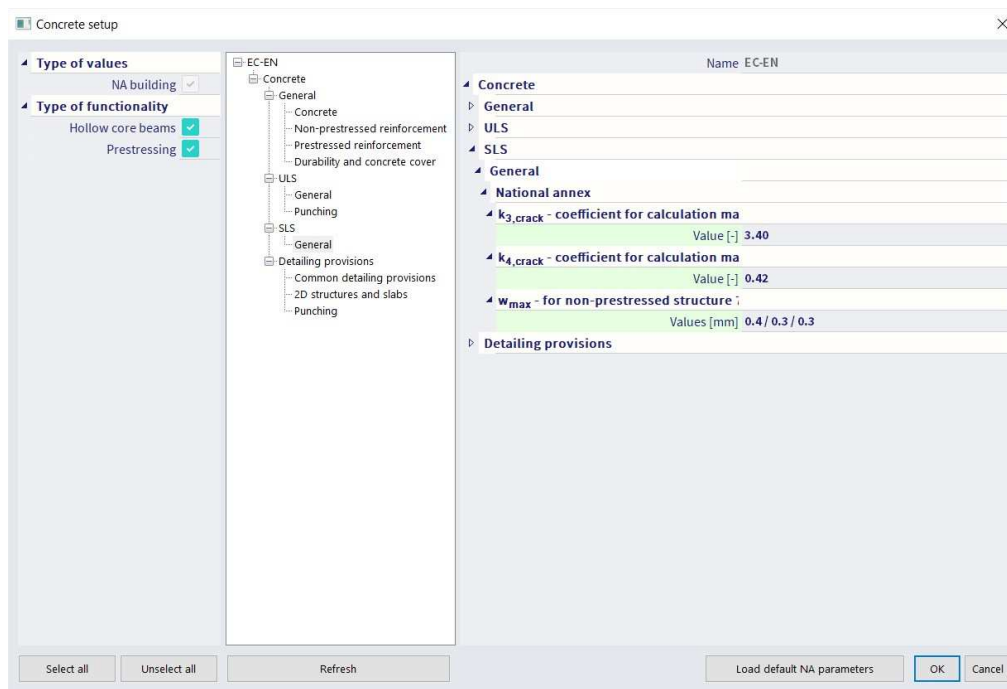 Concrete setup
Type of values
NA building
Type of functionality
Hollow core beams
Prestressing
EC-EN
Concrete
General
Concrete
Non-prestressed reinforcement
Prestressed reinforcement
Durability and concrete cover
ULS
General
Punching
SLS
General
Detailing provisions
Common detailing provisions
2D structures and slabs
Punching
Name EC-EN
Concrete
General
ULS
SLS
General
National annex
k3,crack - coefficient for calculation ma
Value [-] 3.40
k4,crack - coefficient for calculation ma
Value [-] 0.42
wmax - for non-prestressed structure
Values [mm] 0.4 / 0.3 / 0.3
Detailing provisions
Select all Unselect all Refresh Load default NA parameters OK Cancel